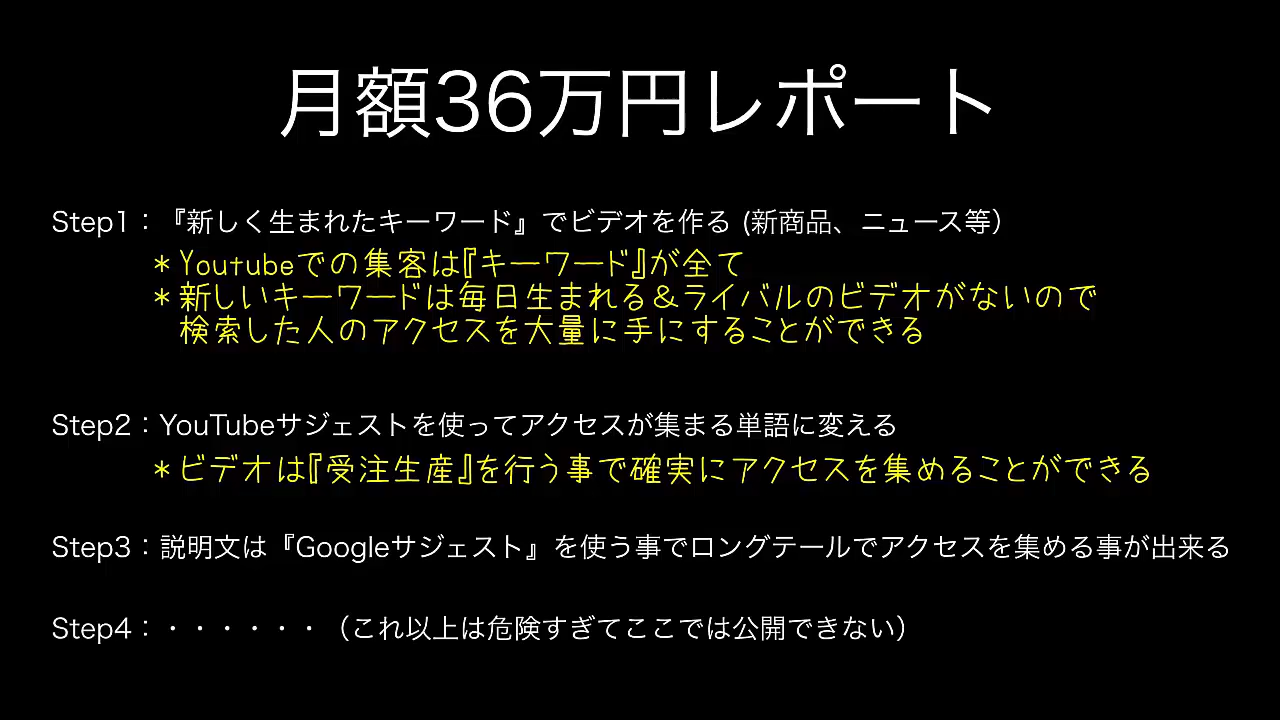 月額36万円レポート
Step1：『新しく生まれたキーワード』でビデオを作る (新商品、ニュース等）
＊Youtubeでの集客は『キーワード』が全て
＊新しいキーワードは毎日生まれる＆ライバルのビデオがないので
検索した人のアクセスを大量に手にすることができる
Step2：YouTubeサジェストを使ってアクセスが集まる単語に変える
＊ビデオは『受注生産』を行う事で確実にアクセスを集めることができる
Step3：説明文は『Googleサジェスト』を使う事でロングテールでアクセスを集める事が出来る
Step4：・・・・・・（これ以上は危険すぎてここでは公開できない）